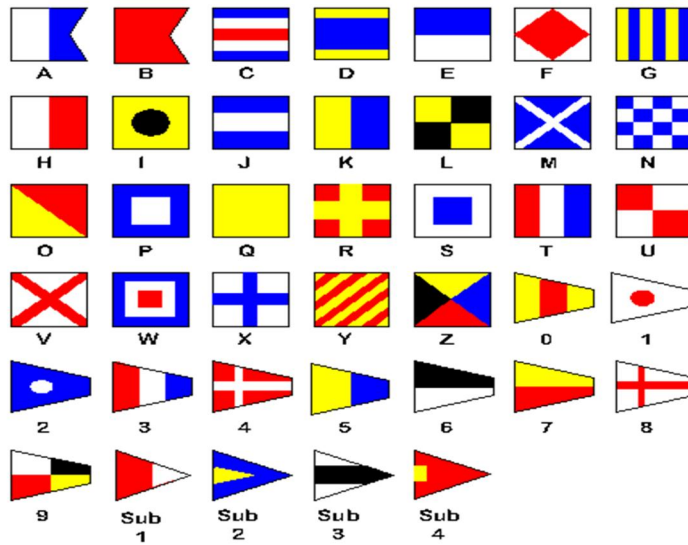 A B C D E F G
H I J K L M N
O P Q R S T U
V W X Y Z 0 1
2 3 4 5 6 7 8
9 Sub Sub Sub Sub
1 2 3 4